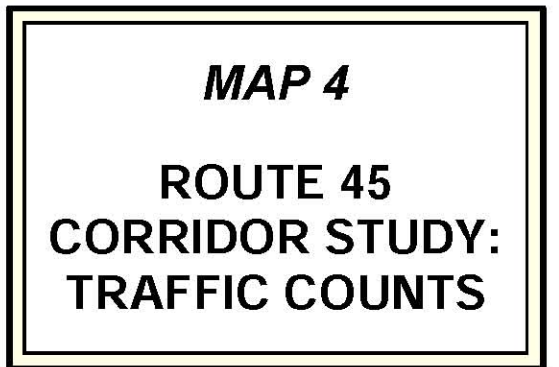 MAP 4
ROUTE 45
CORRIDOR STUDY:
TRAFFIC COUNTS